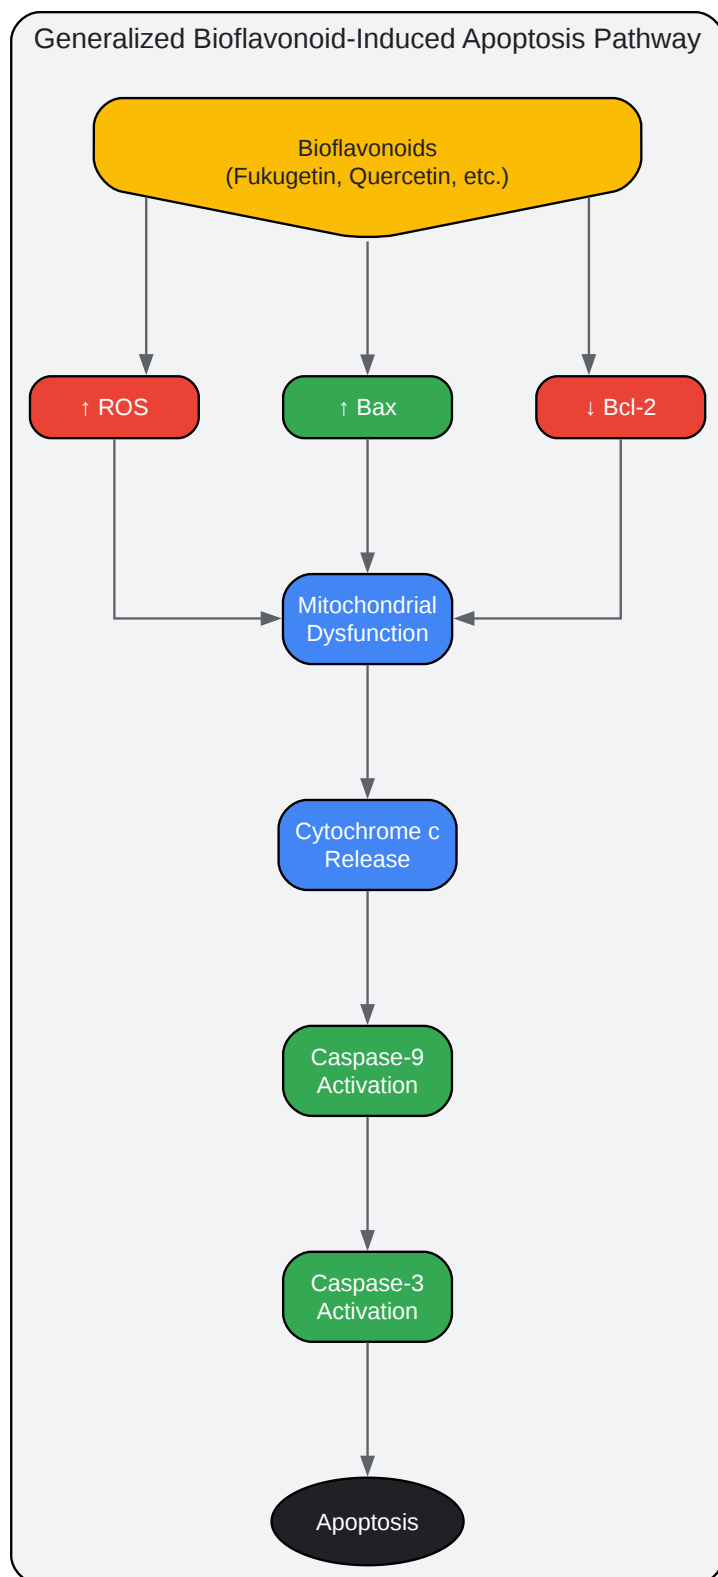 Generalized Bioflavonoid-Induced Apoptosis Pathway
Bioflavonoids
(Fukugetin, Quercetin, etc.)
↑ ROS
↑ Bax
↓ Bcl-2
Mitochondrial
Dysfunction
Cytochrome c
Release
Caspase-9
Activation
Caspase-3
Activation
Apoptosis